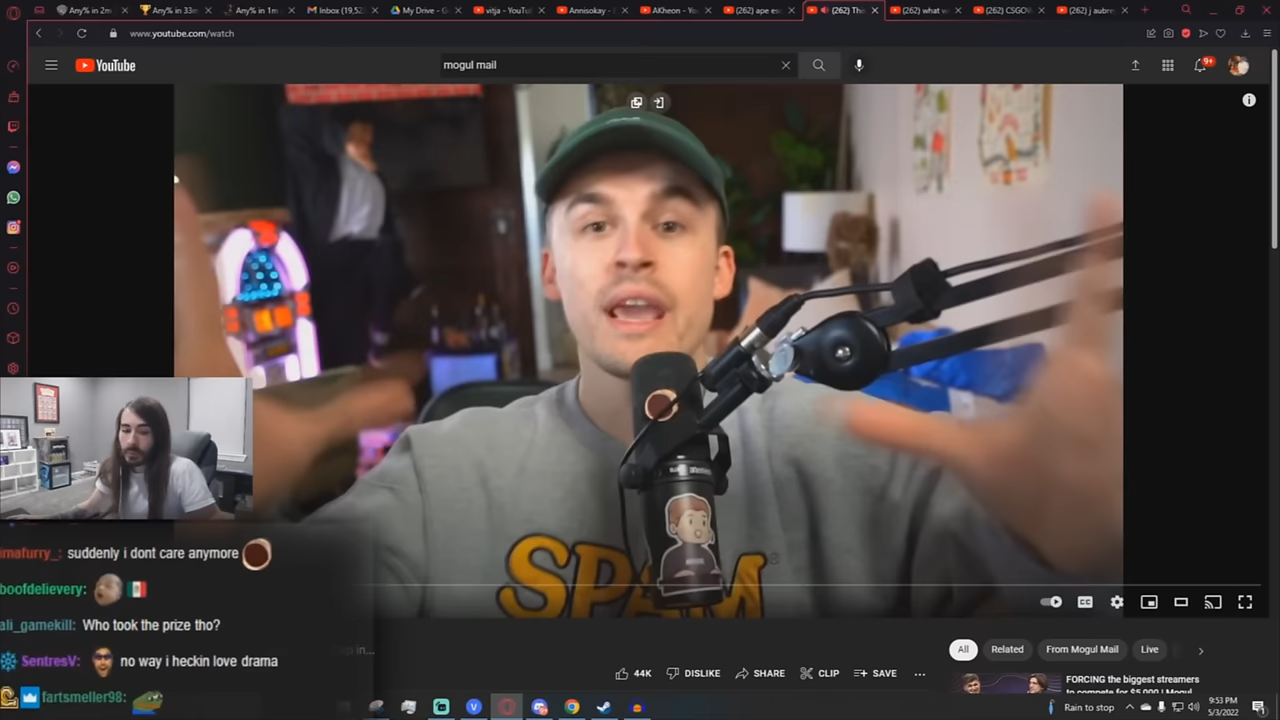 Any% in 2m
Any% in 33m
Any% in 1m
Inbox (19,52
My Drive - G
vitja - YouTu
Annisokay -
AKheon - Yo
(262) ape es
(262) Th
(262) what v
(262) CSGO
(262) j aubre
www.youtube.com/watch
YouTube
mogul mail
9+
SPAM
imafurry_: suddenly i dont care anymore
boofdelievery:
ali_gamekill: Who took the prize tho?
SentresV: no way i heckin love drama
fartsmeller98:
CC
All
Related
From Mogul Mail
Live
44K
DISLIKE
SHARE
CLIP
SAVE
FORCING the biggest streamers
to compete for $5,000 | Mogul
Rain to stop
9:53 PM
5/3/2022